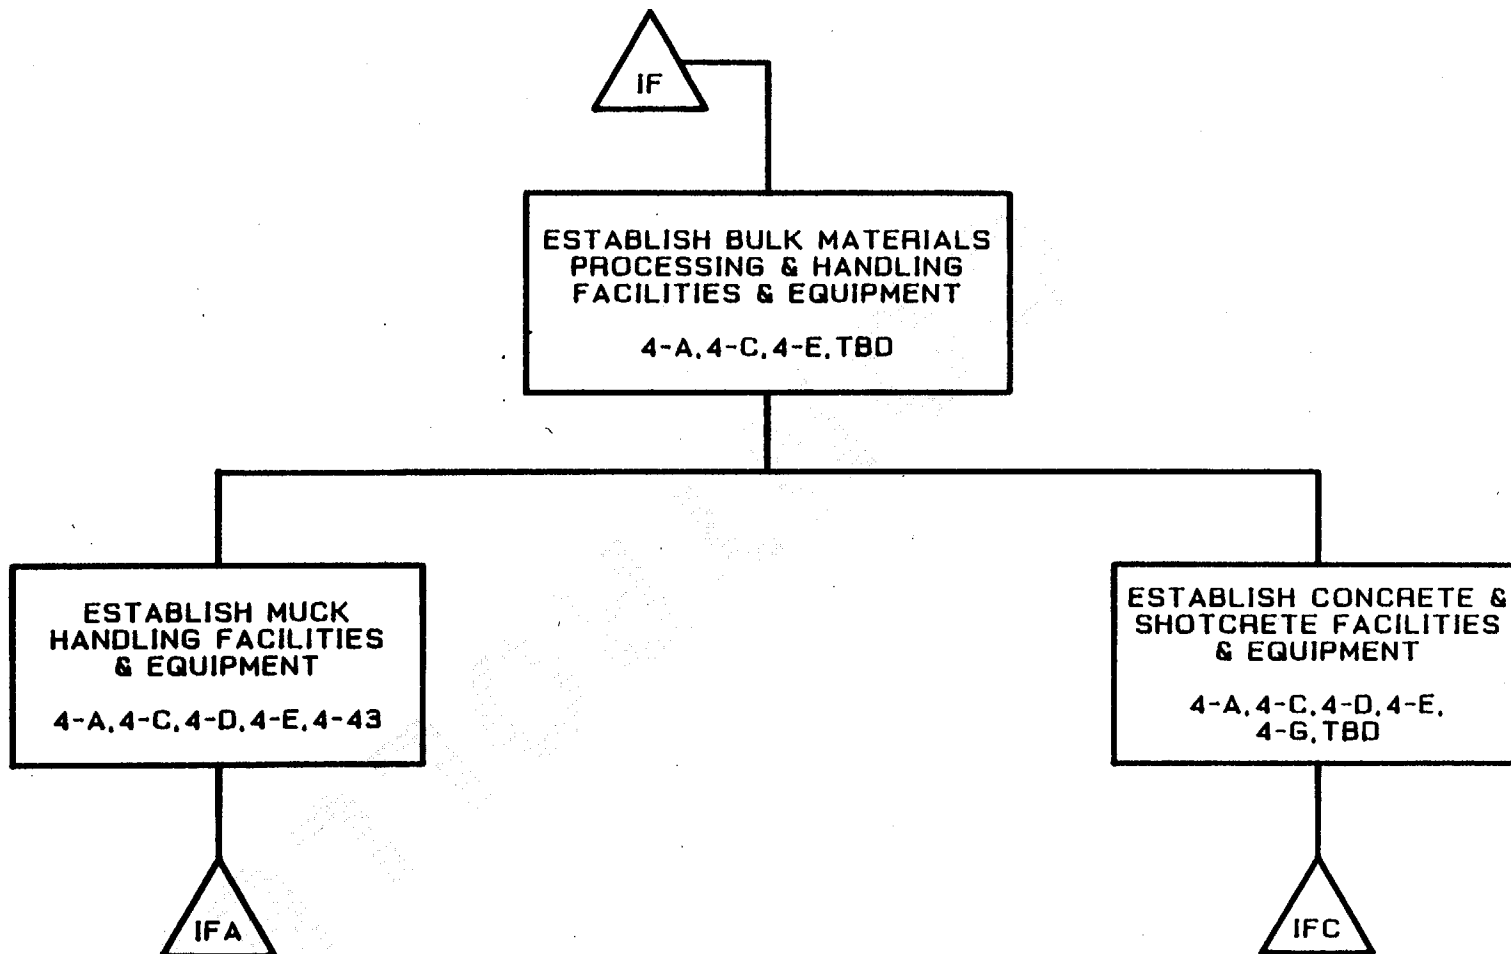 IF
ESTABLISH BULK MATERIALS
PROCESSING & HANDLING
FACILITIES & EQUIPMENT
4-A,4-C,4-E,TBD
ESTABLISH MUCK
HANDLING FACILITIES
& EQUIPMENT
4-A,4-C,4-D,4-E,4-43
ESTABLISH CONCRETE &
SHOTCRETE FACILITIES
& EQUIPMENT
4-A,4-C,4-D,4-E,
4-G,TBD
IFA
IFC